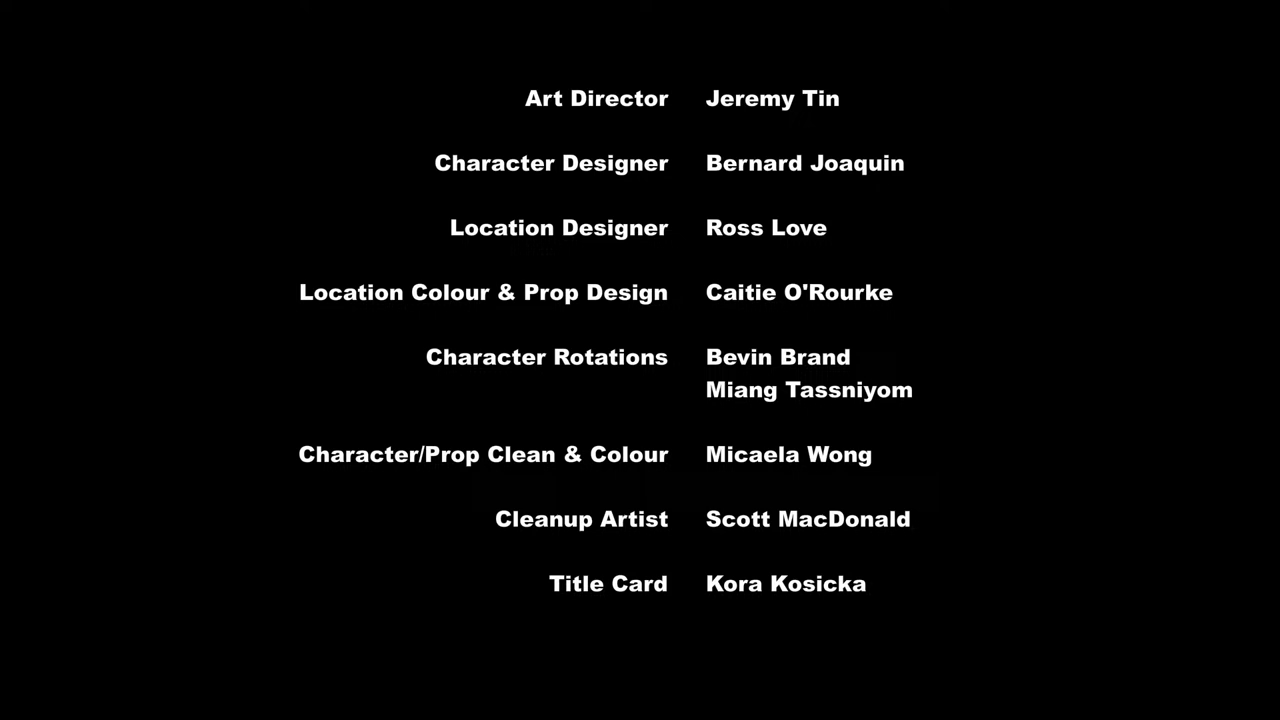 Art Director Jeremy Tin
Character Designer Bernard Joaquin
Location Designer Ross Love
Location Colour & Prop Design Caitie O'Rourke
Character Rotations Bevin Brand
Miang Tassniyom
Character/Prop Clean & Colour Micaela Wong
Cleanup Artist Scott MacDonald
Title Card Kora Kosicka